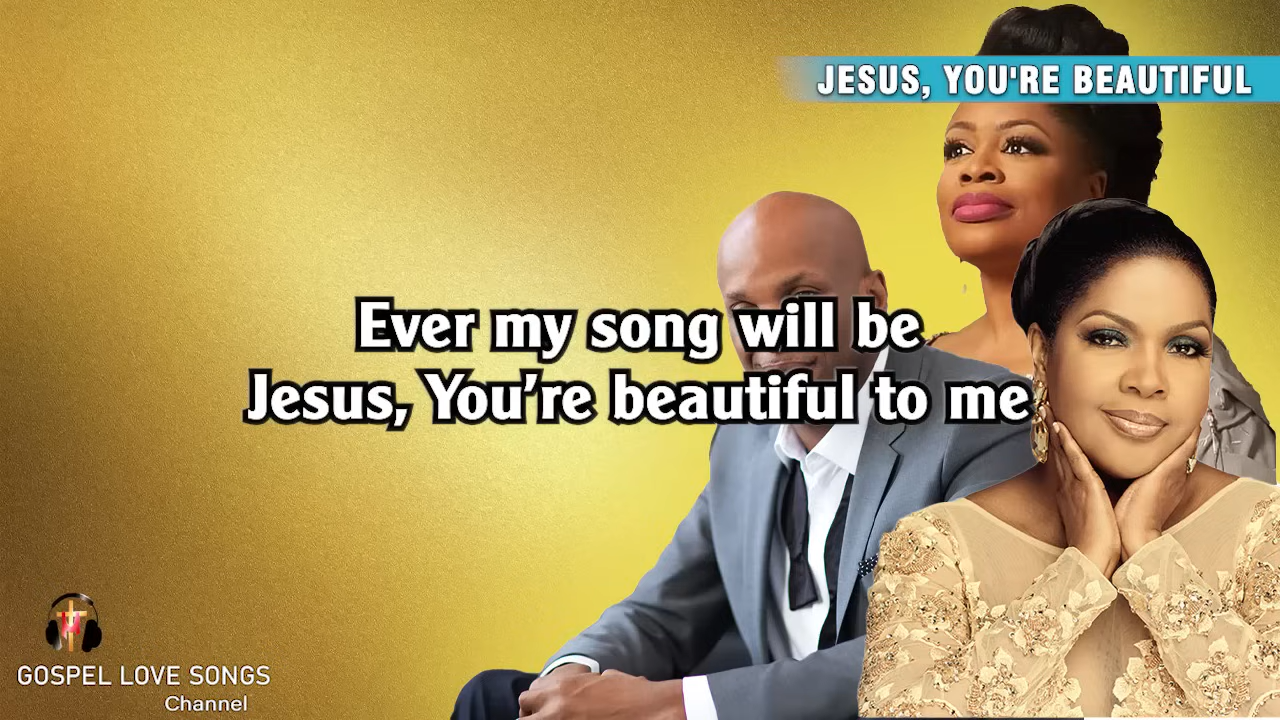 JESUS, YOU'RE BEAUTIFUL
Ever my song will be
Jesus, You’re beautiful to me
GOSPEL LOVE SONGS
Channel